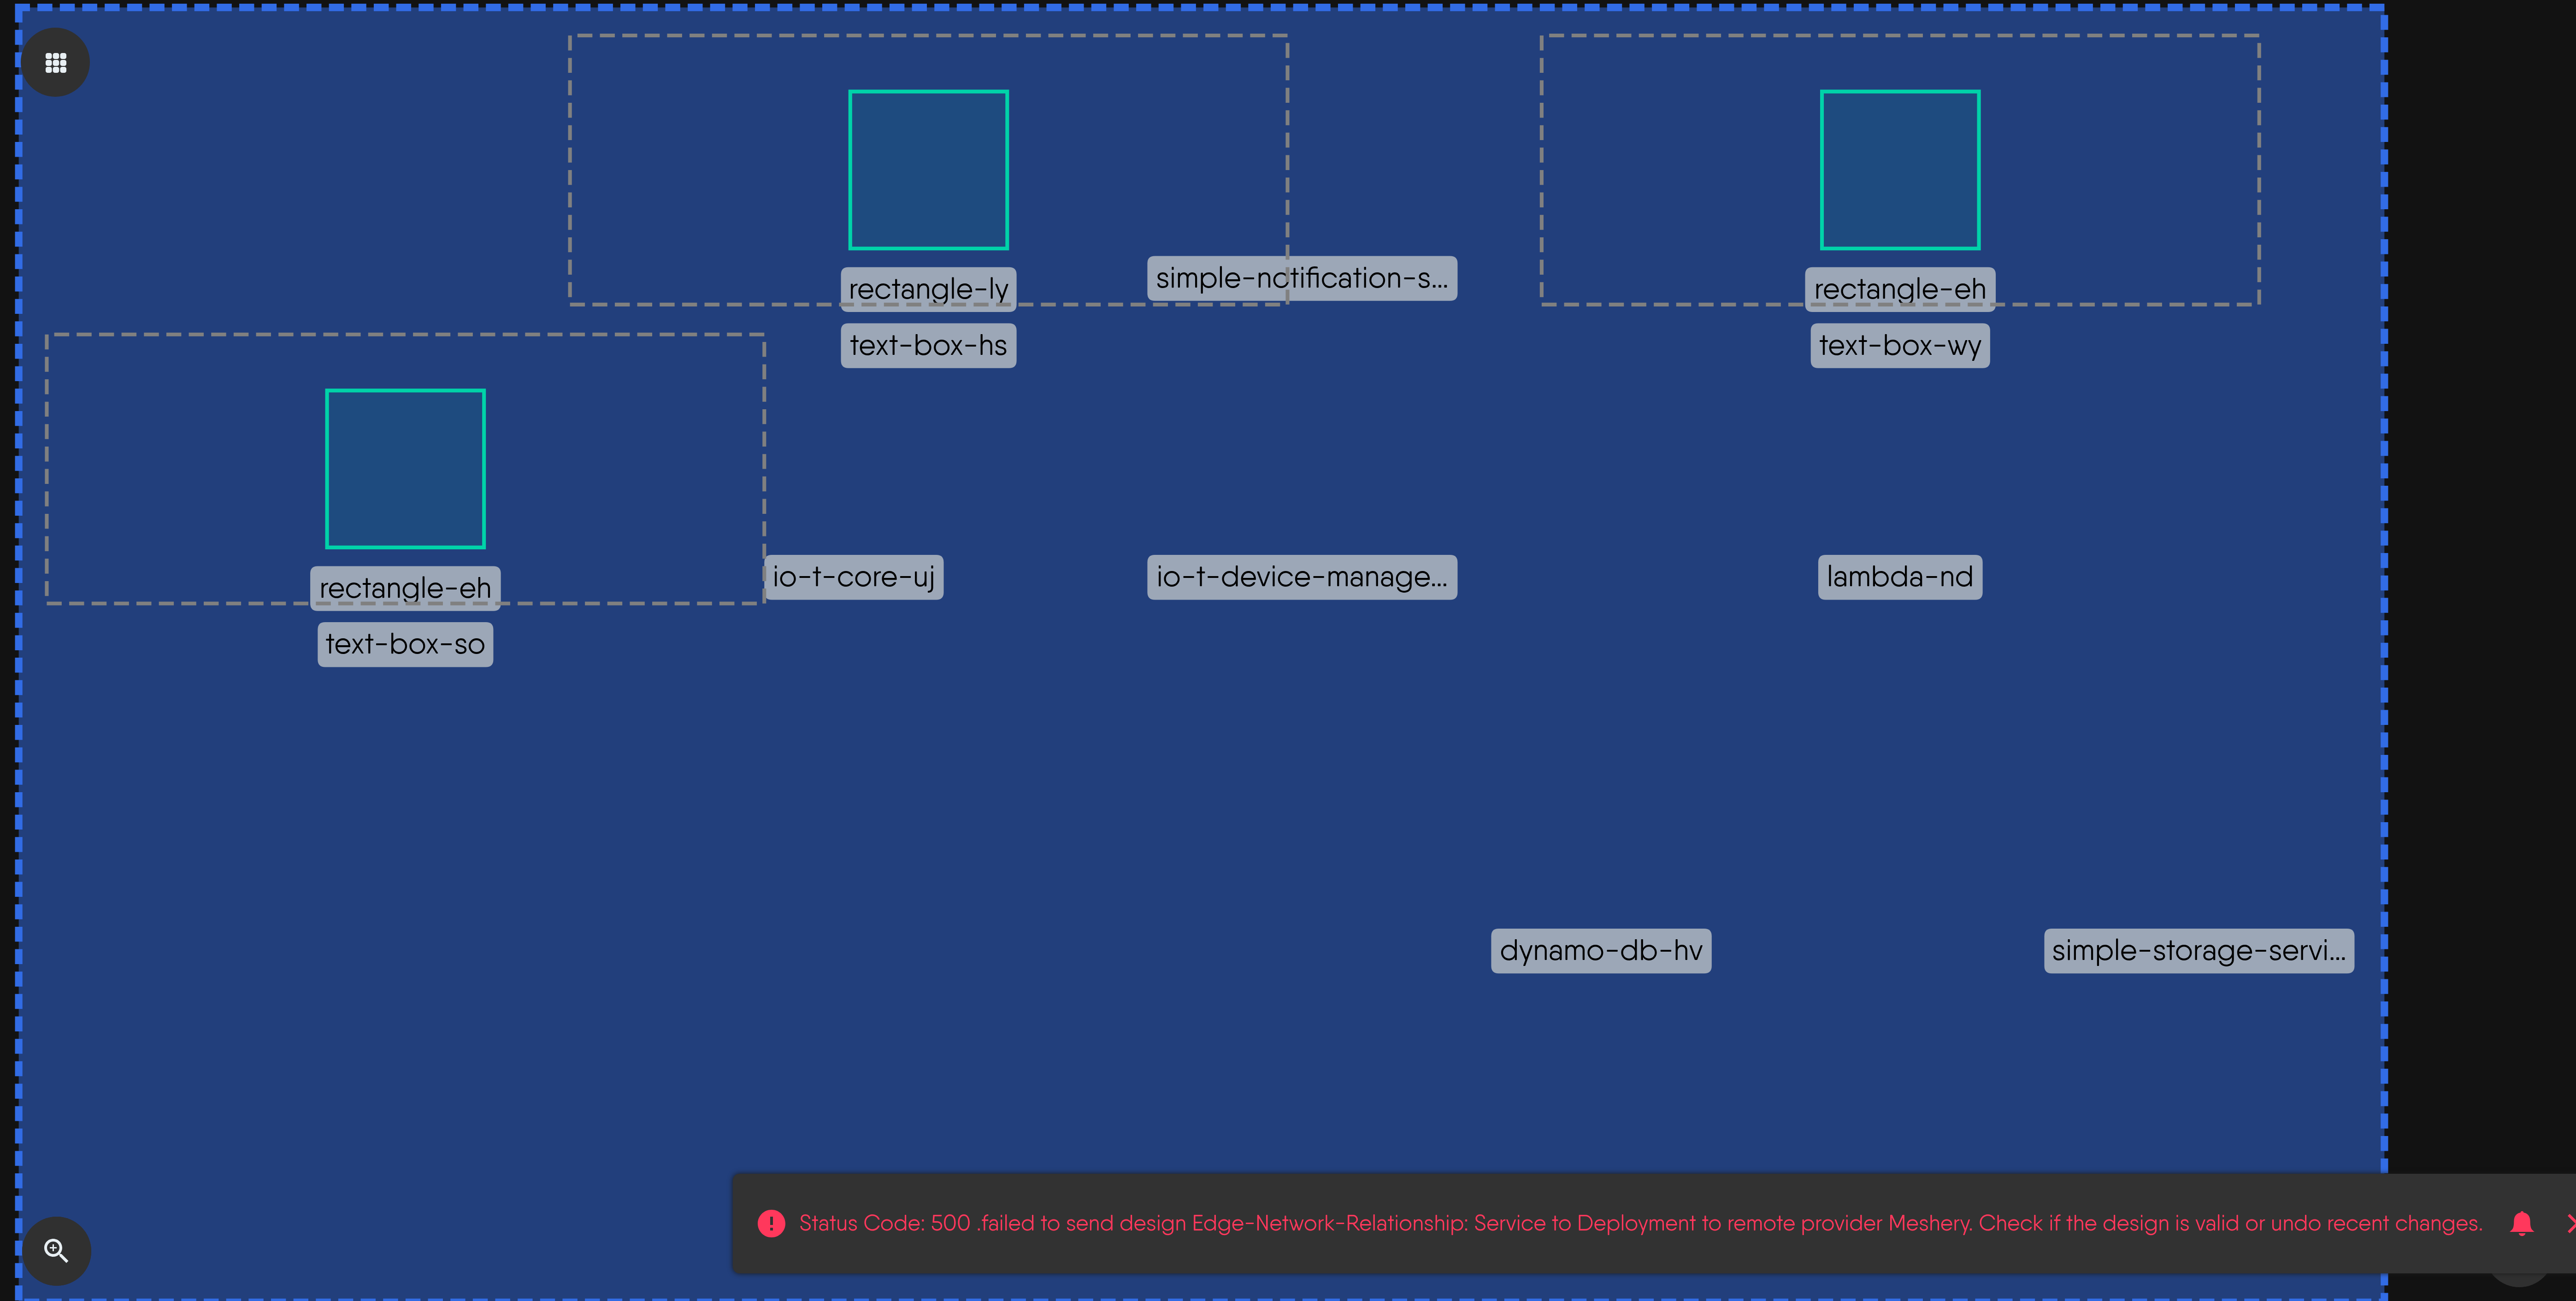 rectangle-ly
simple-notification-s...
rectangle-eh
text-box-hs
text-box-wy
rectangle-eh
io-t-core-uj
io-t-device-manage...
lambda-nd
text-box-so
dynamo-db-hv
simple-storage-servi...
Status Code: 500 .failed to send design Edge-Network-Relationship: Service to Deployment to remote provider Meshery. Check if the design is valid or undo recent changes.